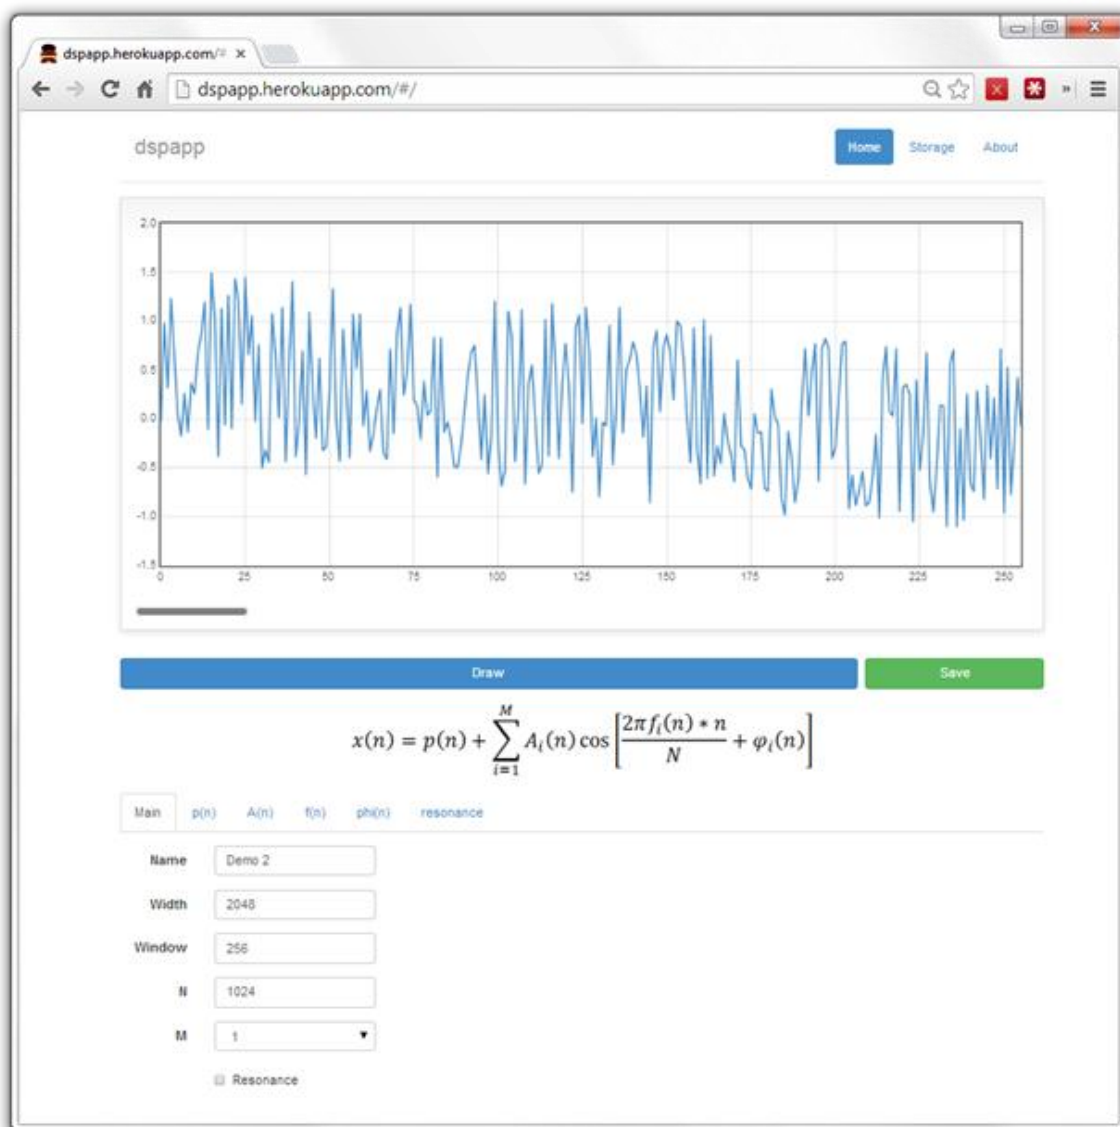 dspapp.herokuapp.com/#
dspapp.herokuapp.com/#/
dspapp
Home Storage About
2.0
1.5
1.0
0.5
0.0
-0.5
-1.0
-1.5
0 25 50 75 100 125 150 175 200 225 250
Draw Save
x(n) = p(n) + ∑_{i=1}^{M} A_i(n) cos[2πf_i(n) * n / N + φ_i(n)]
Main p(n) A(n) f(n) phi(n) resonance
Name Demo 2
Width 2048
Window 256
N 1024
M 1
Resonance